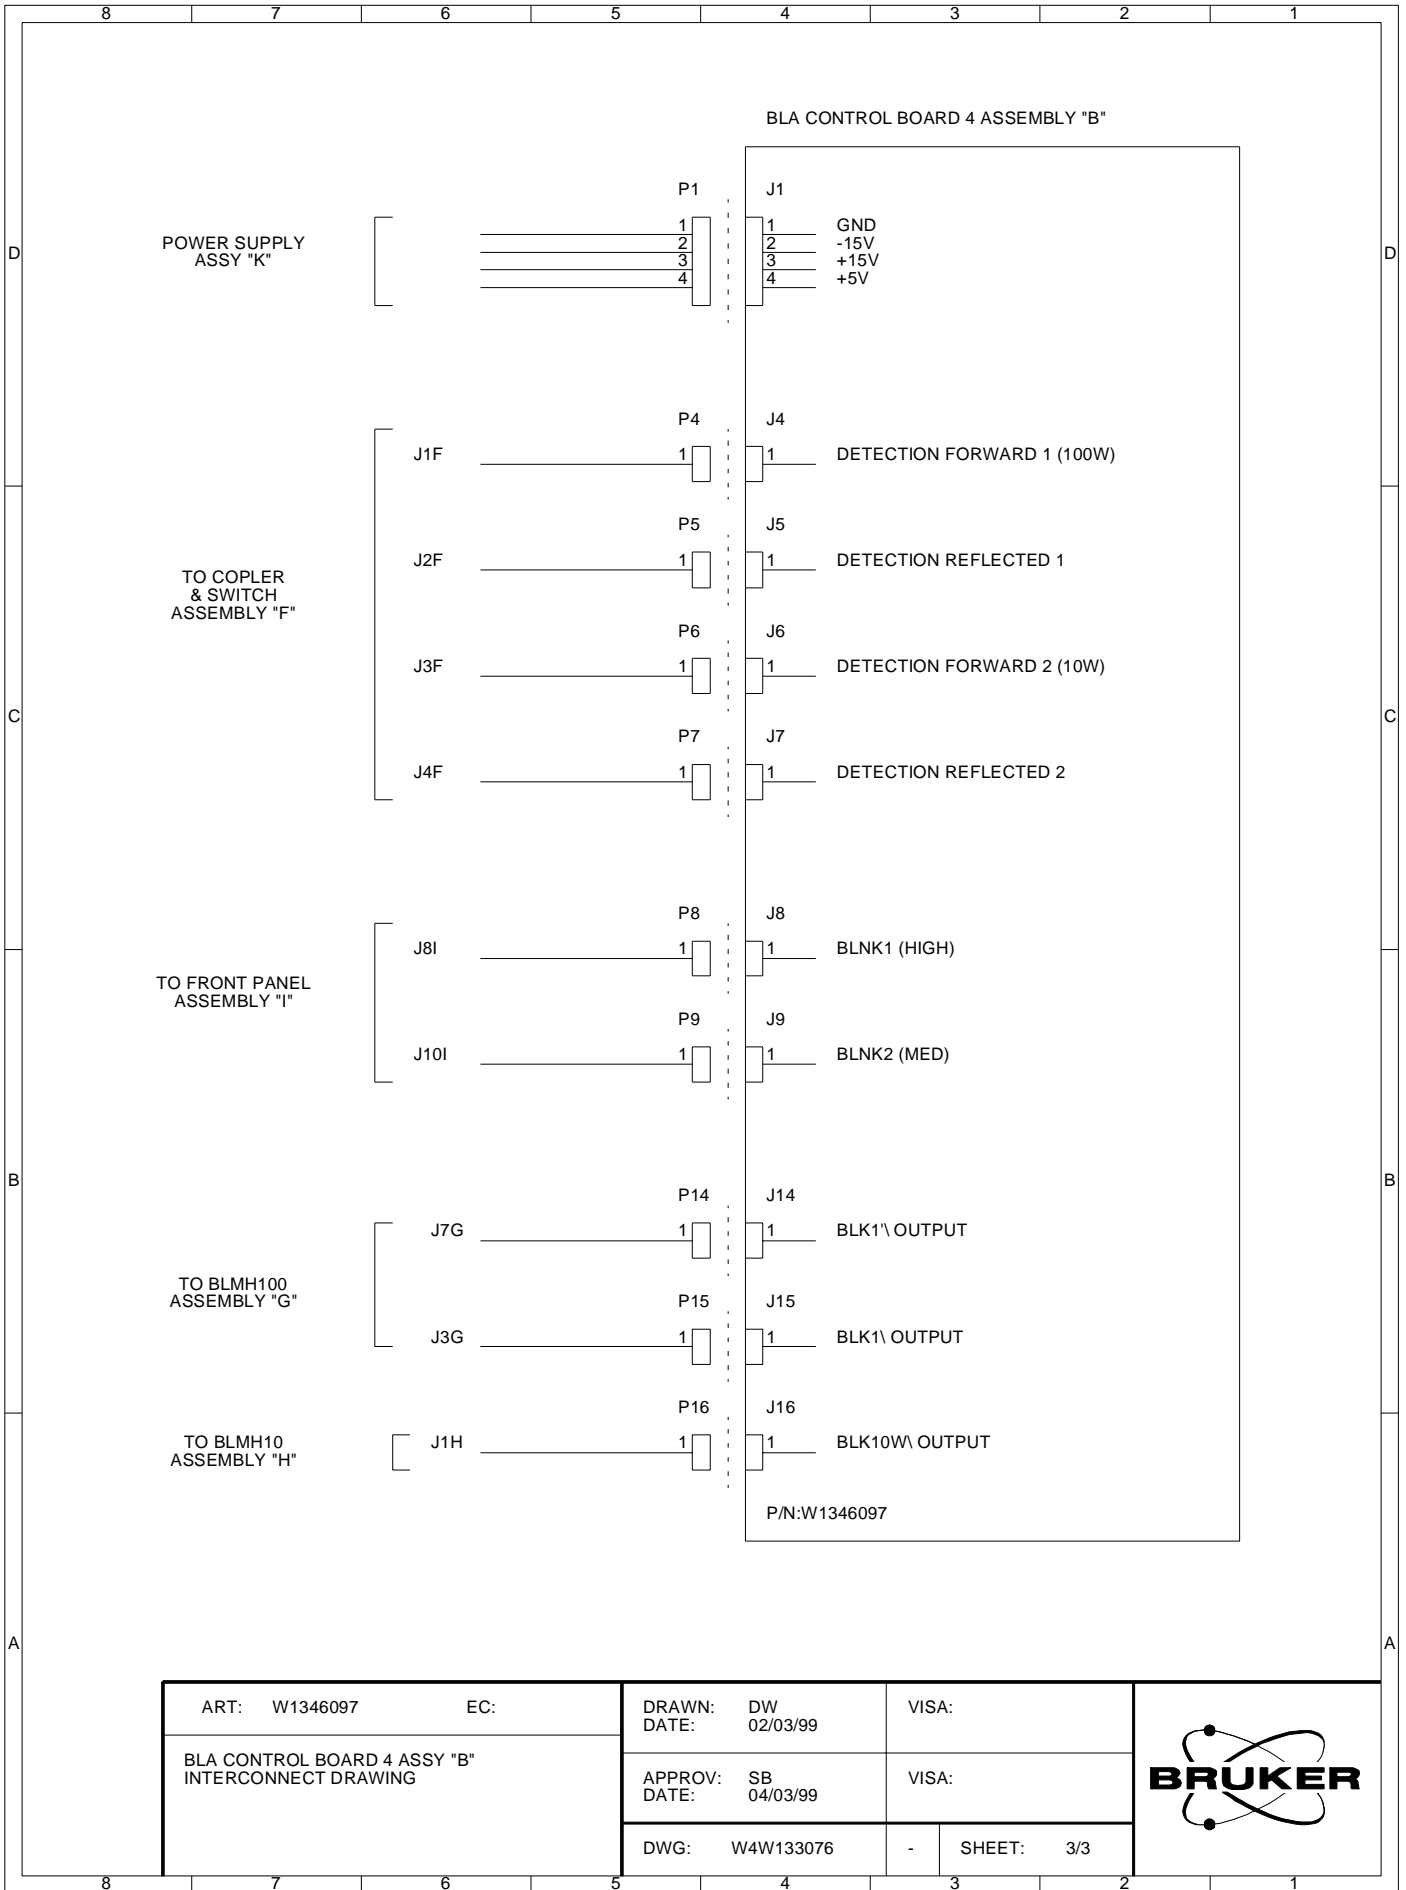 8 7 6 5 4 3 2 1
BLA CONTROL BOARD 4 ASSEMBLY "B"
P1 J1
POWER SUPPLY
ASSY "K"
1 1 GND
2 2 -15V
3 3 +15V
4 4 +5V
D D
P4 J4
J1F 1 1 DETECTION FORWARD 1 (100W)
P5 J5
J2F 1 1 DETECTION REFLECTED 1
TO COPLER
& SWITCH
ASSEMBLY "F"
P6 J6
J3F 1 1 DETECTION FORWARD 2 (10W)
C C
P7 J7
J4F 1 1 DETECTION REFLECTED 2
P8 J8
J8I 1 1 BLNK1 (HIGH)
TO FRONT PANEL
ASSEMBLY "I"
P9 J9
J10I 1 1 BLNK2 (MED)
B B
P14 J14
J7G 1 1 BLK1'\ OUTPUT
TO BLMH100
ASSEMBLY "G"
P15 J15
J3G 1 1 BLK1\ OUTPUT
P16 J16
TO BLMH10
ASSEMBLY "H"
J1H 1 1 BLK10W\ OUTPUT
P/N:W1346097
A A
ART: W1346097 EC:
BLA CONTROL BOARD 4 ASSY "B"
INTERCONNECT DRAWING
DRAWN: DW
DATE: 02/03/99
VISA:
APPROV: SB
DATE: 04/03/99
VISA:
DWG: W4W133076 - SHEET: 3/3
BRUKER
8 7 6 5 4 3 2 1